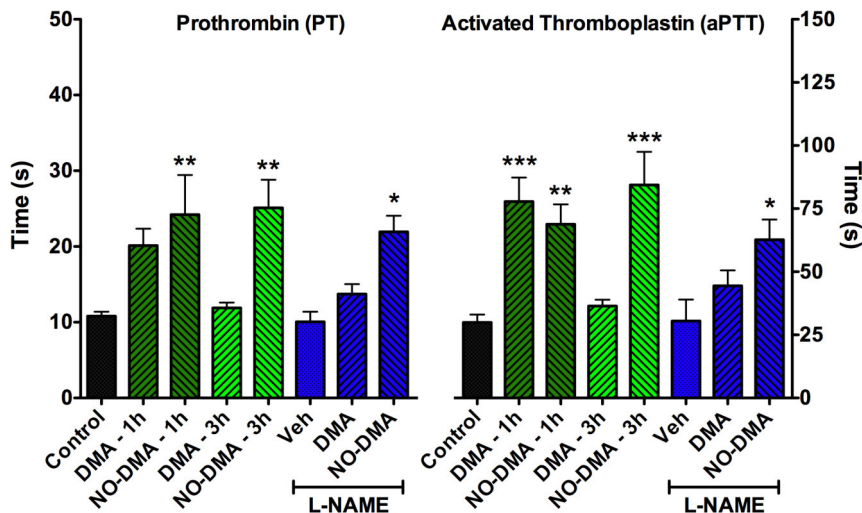 Prothrombin (PT)
Activated Thromboplastin (aPTT)
Time (s)
50
40
30
20
10
0
**
**
*
***
**
***
*
150
125
100
75
50
25
0
Time (s)
Control
DMA - 1h
NO-DMA - 1h
DMA - 3h
NO-DMA - 3h
Veh
DMA
NO-DMA
L-NAME
Control
DMA - 1h
NO-DMA - 1h
DMA - 3h
NO-DMA - 3h
Veh
DMA
NO-DMA
L-NAME